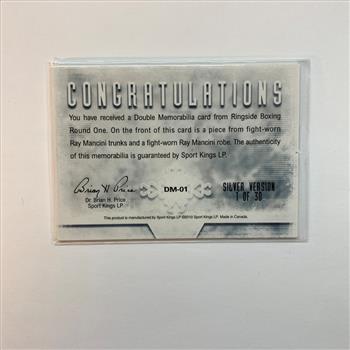 CONGRATULATIONS
You have received a Double Memorabilia card from Ringside Boxing
Round One. On the front of this card is a piece from fight-worn
Ray Mancini trunks and a fight-worn Ray Mancini robe. The authenticity
of this memorabilia is guaranteed by Sport Kings LP.
Brian H. Price
Dr. Brian H. Price
Sport Kings LP
DM-01
SILVER VERSION
1 OF 30
This product is manufactured by Sport Kings LP ©2010 Sport Kings LP. Made in Canada.